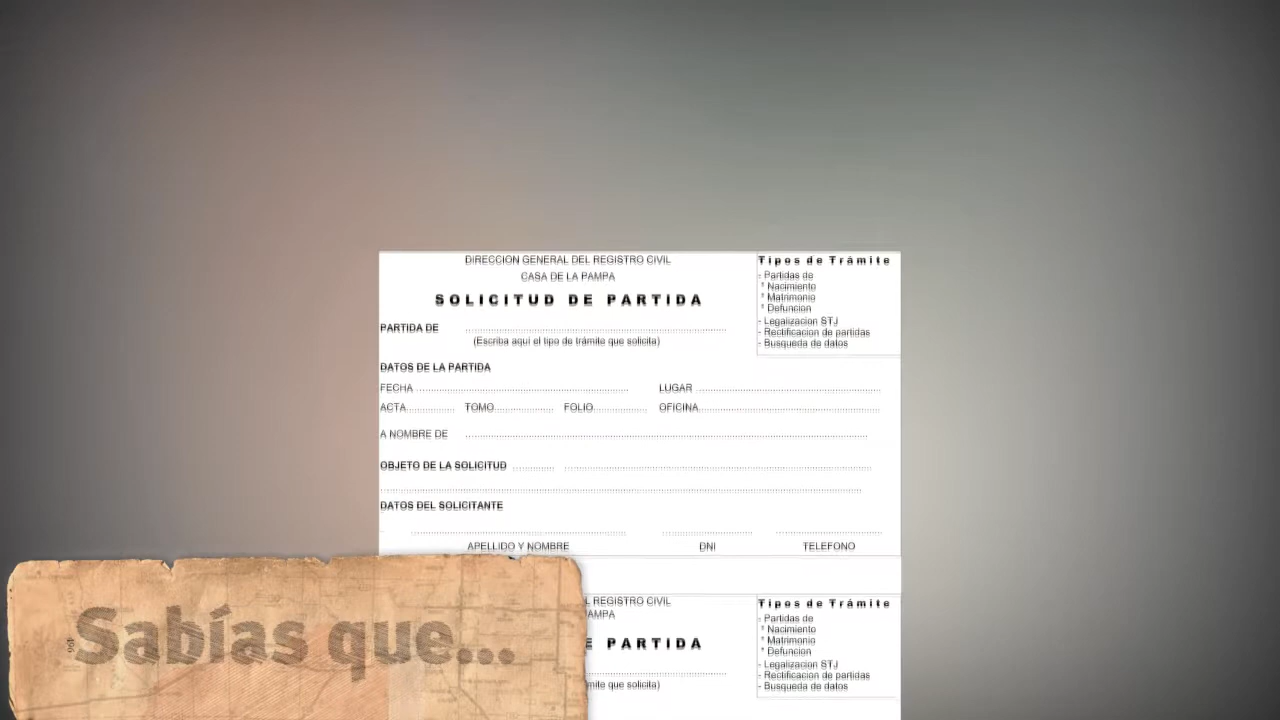 DIRECCION GENERAL DEL REGISTRO CIVIL
CASA DE LA PAMPA
SOLICITUD DE PARTIDA
Tipos de Trámite
- Partidas de
* Nacimiento
* Matrimonio
* Defuncion
- Legalizacion STJ
- Rectificacion de partidas
- Busqueda de datos
PARTIDA DE
(Escriba aquí el tipo de trámite que solicita)
DATOS DE LA PARTIDA
FECHA LUGAR
ACTA TOMO FOLIO OFICINA
A NOMBRE DE
OBJETO DE LA SOLICITUD
DATOS DEL SOLICITANTE
APELLIDO Y NOMBRE DNI TELEFONO
L REGISTRO CIVIL
AMPA
E PARTIDA
Tipos de Trámite
- Partidas de
* Nacimiento
* Matrimonio
* Defuncion
- Legalizacion STJ
- Rectificacion de partidas
- Busqueda de datos
mite que solicita)
Sabías que...